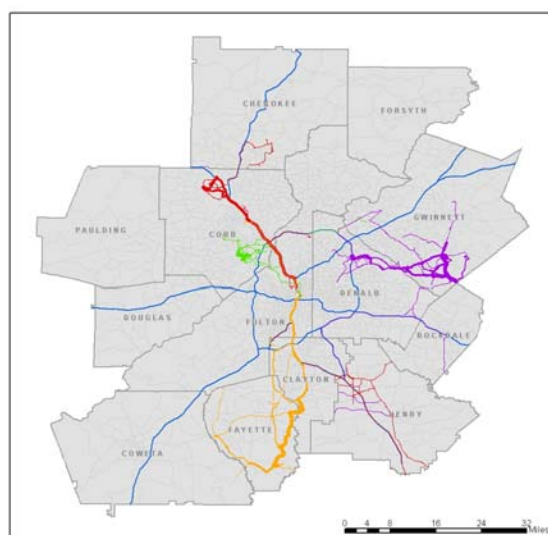 CHEROKEE
FORSYTH
GWINNETT
PAULDING
COBB
DEKALB
DOUGLAS
FULTON
ROCKDALE
CLAYTON
HENRY
FAYETTE
COWETA
0 4 8 16 24 32
Miles